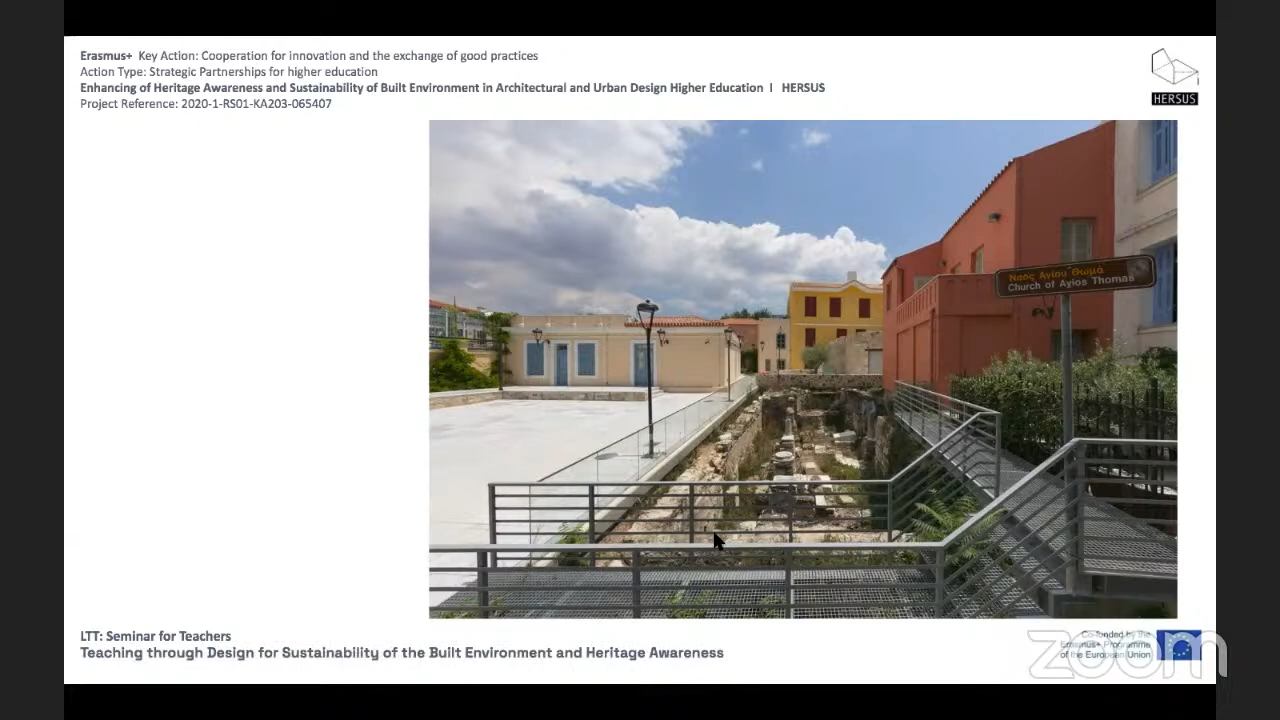 Erasmus+ Key Action: Cooperation for innovation and the exchange of good practices
Action Type: Strategic Partnerships for higher education
Enhancing of Heritage Awareness and Sustainability of Built Environment in Architectural and Urban Design Higher Education I HERSUS
Project Reference: 2020-1-RS01-KA203-065407
HERSUS
Ναός Αγίου Θωμά
Church of Ayios Thomas
LTT: Seminar for Teachers
Teaching through Design for Sustainability of the Built Environment and Heritage Awareness
Co-funded by the
Erasmus+ Programme
of the European Union
zoom